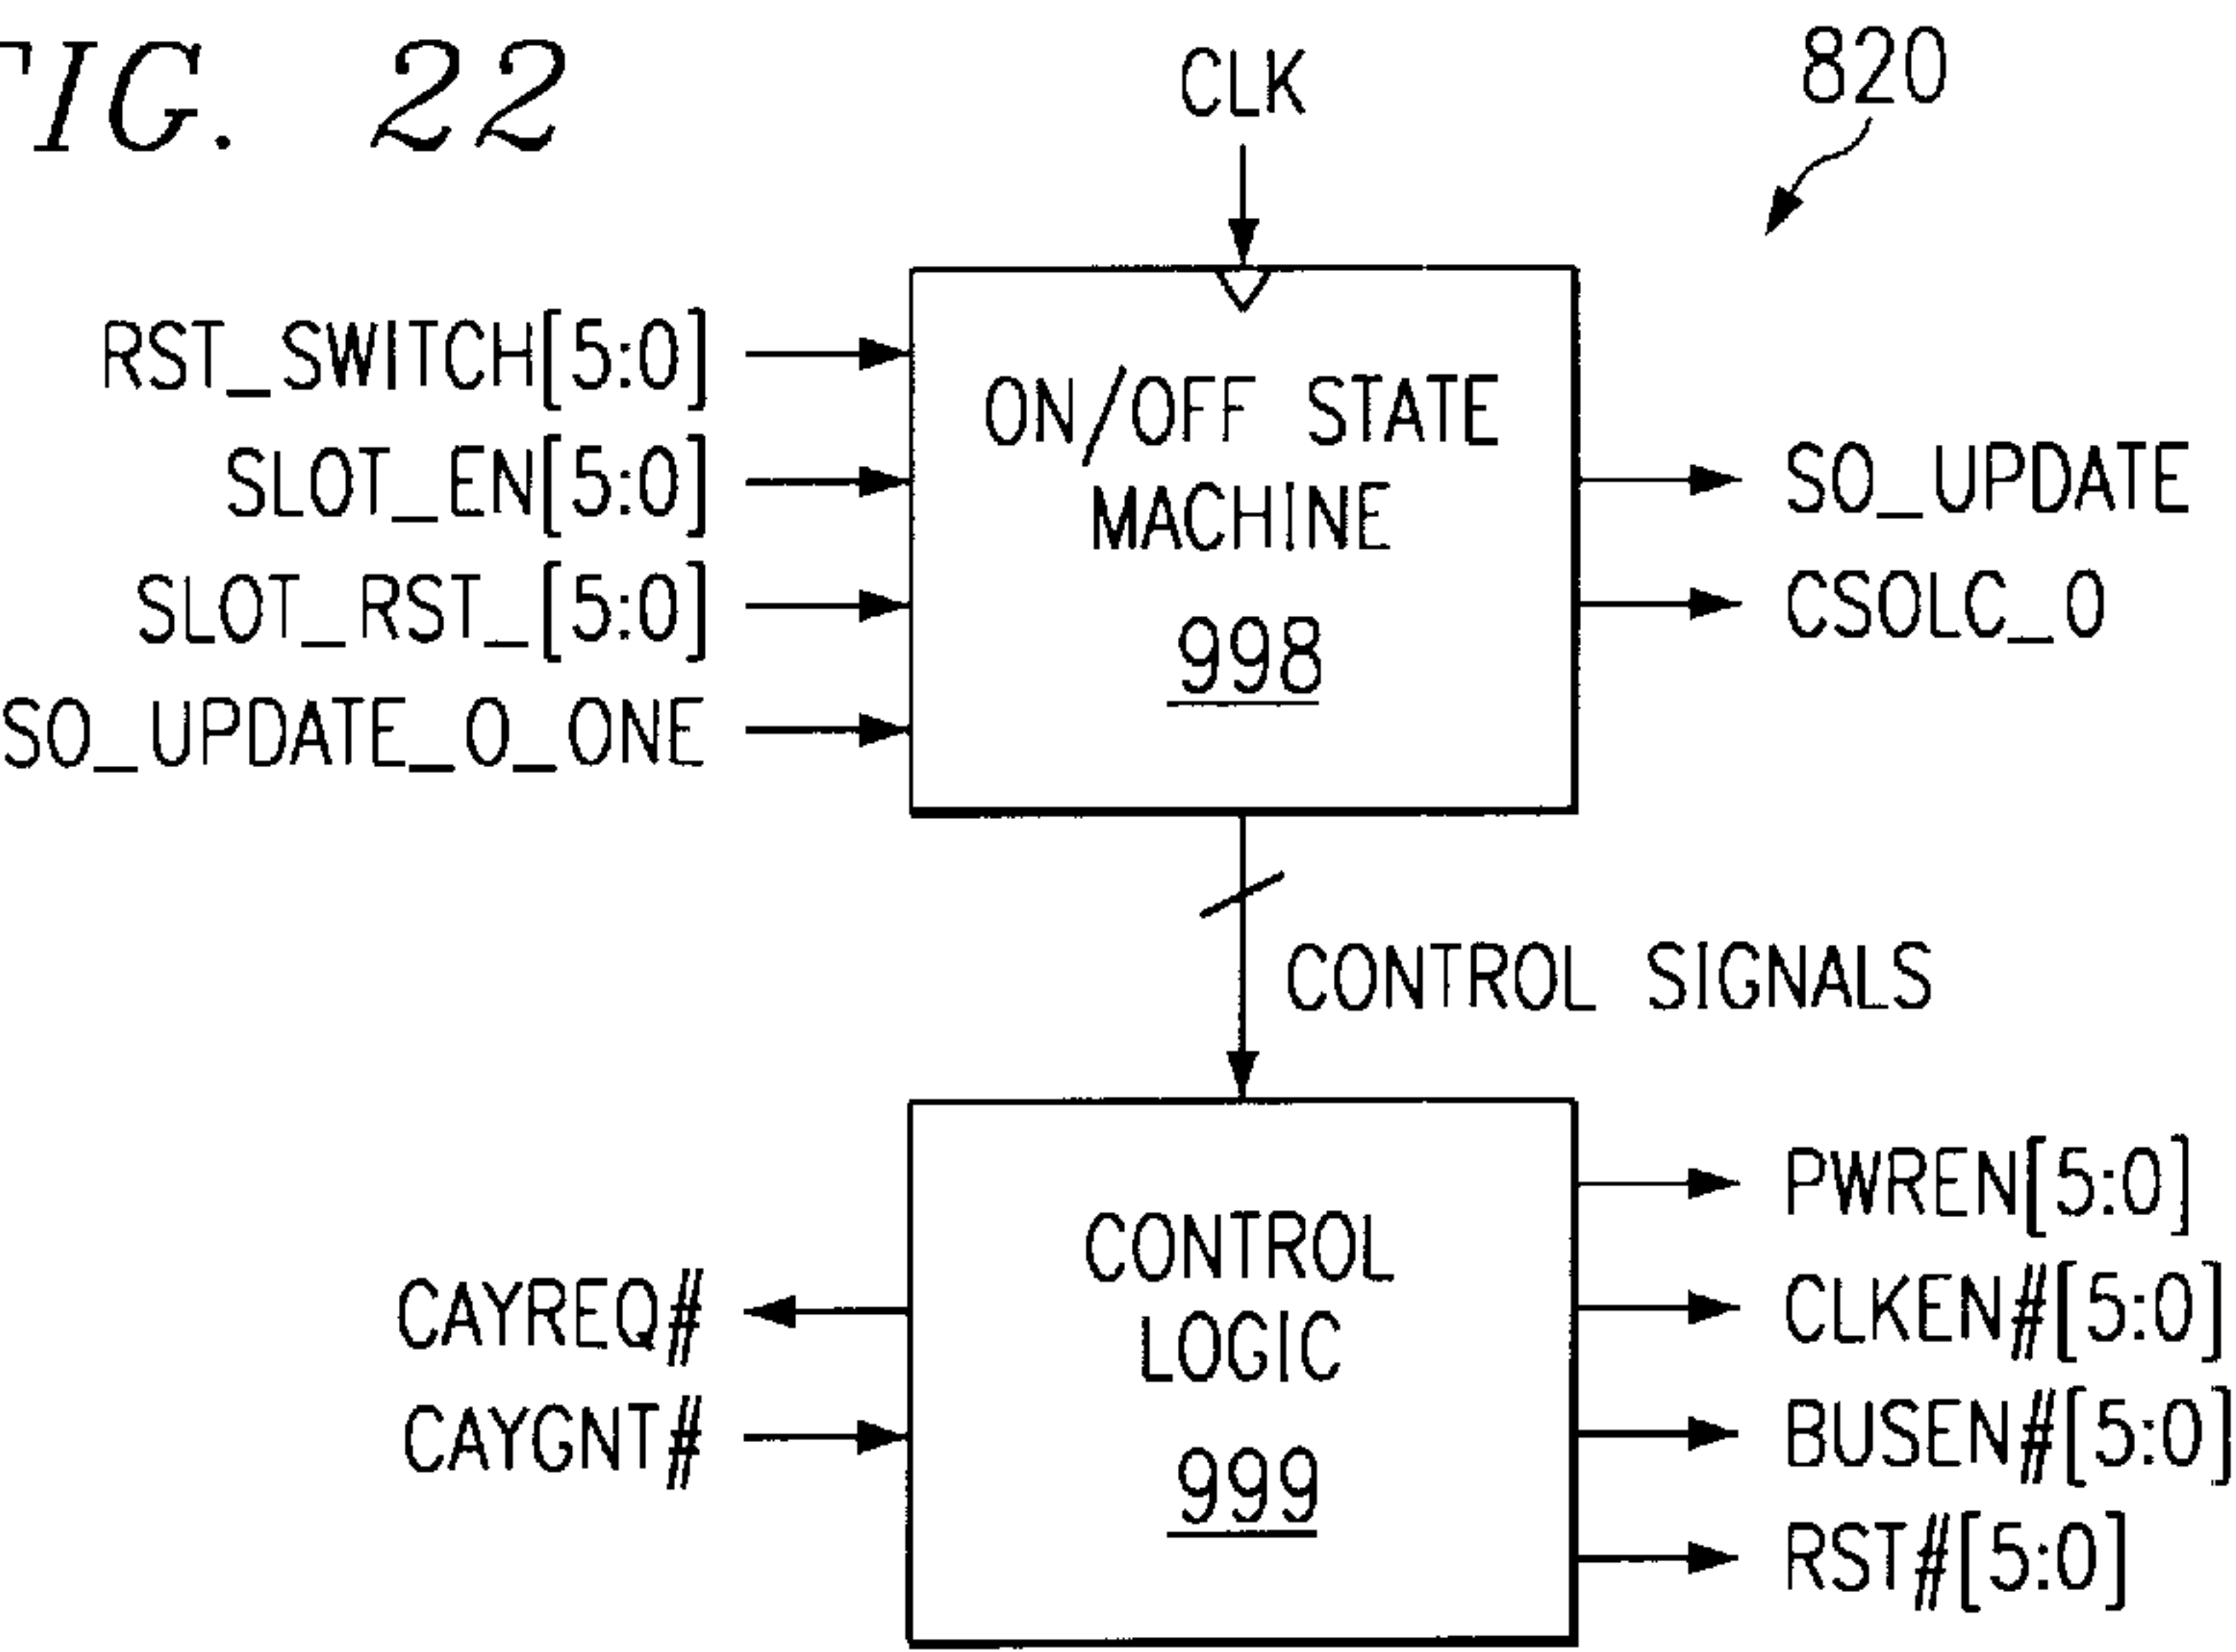 FIG. 22
CLK
820
RST_SWITCH[5:0]
SLOT_EN[5:0]
SLOT_RST_[5:0]
SO_UPDATE_O_ONE
ON/OFF STATE
MACHINE
998
SO_UPDATE
CSOLC_O
CONTROL SIGNALS
CAYREQ#
CAYGNT#
CONTROL
LOGIC
999
PWREN[5:0]
CLKEN#[5:0]
BUSEN#[5:0]
RST#[5:0]